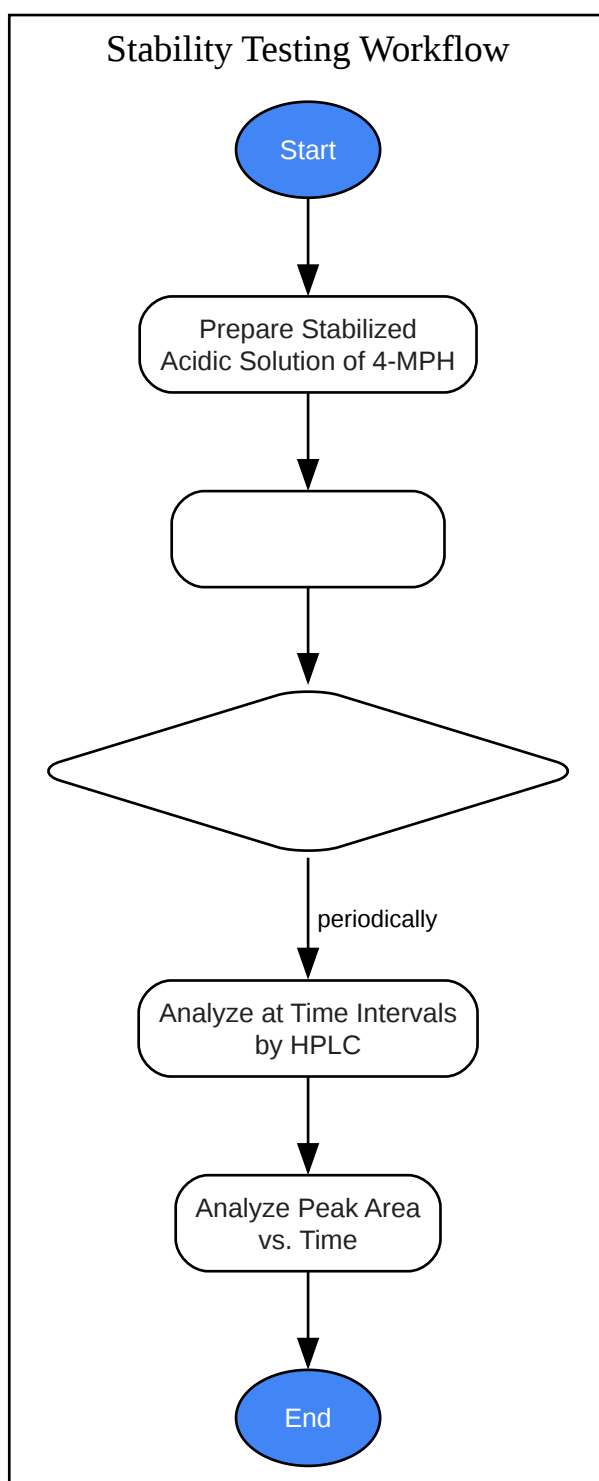 Stability Testing Workflow
Start
Prepare Stabilized
Acidic Solution of 4-MPH
periodically
Analyze at Time Intervals
by HPLC
Analyze Peak Area
vs. Time
End